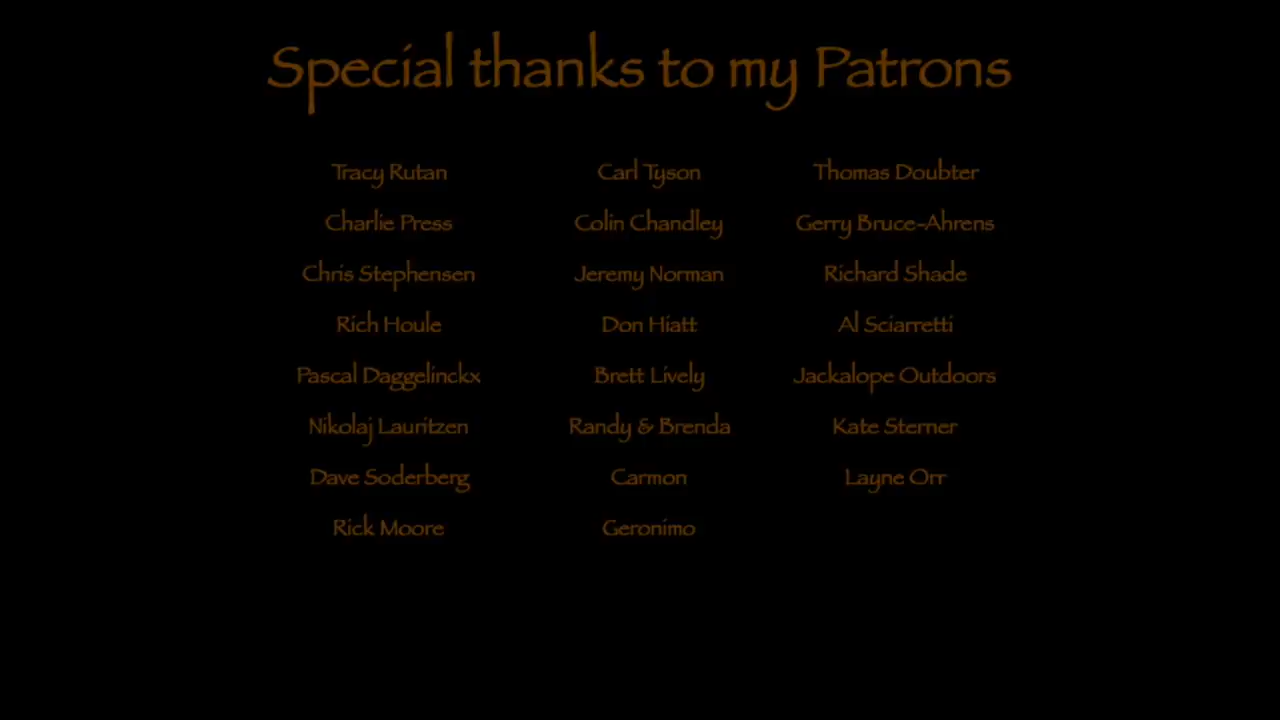 Special thanks to my Patrons
Tracy Rutan
Charlie Press
Chris Stephensen
Rich Houle
Pascal Daggelinckx
Nikolaj Lauritzen
Dave Soderberg
Rick Moore
Carl Tyson
Colin Chandley
Jeremy Norman
Don Hiatt
Brett Lively
Randy & Brenda
Carmon
Geronimo
Thomas Doubter
Gerry Bruce-Ahrens
Richard Shade
Al Sciarretti
Jackalope Outdoors
Kate Sterner
Layne Orr